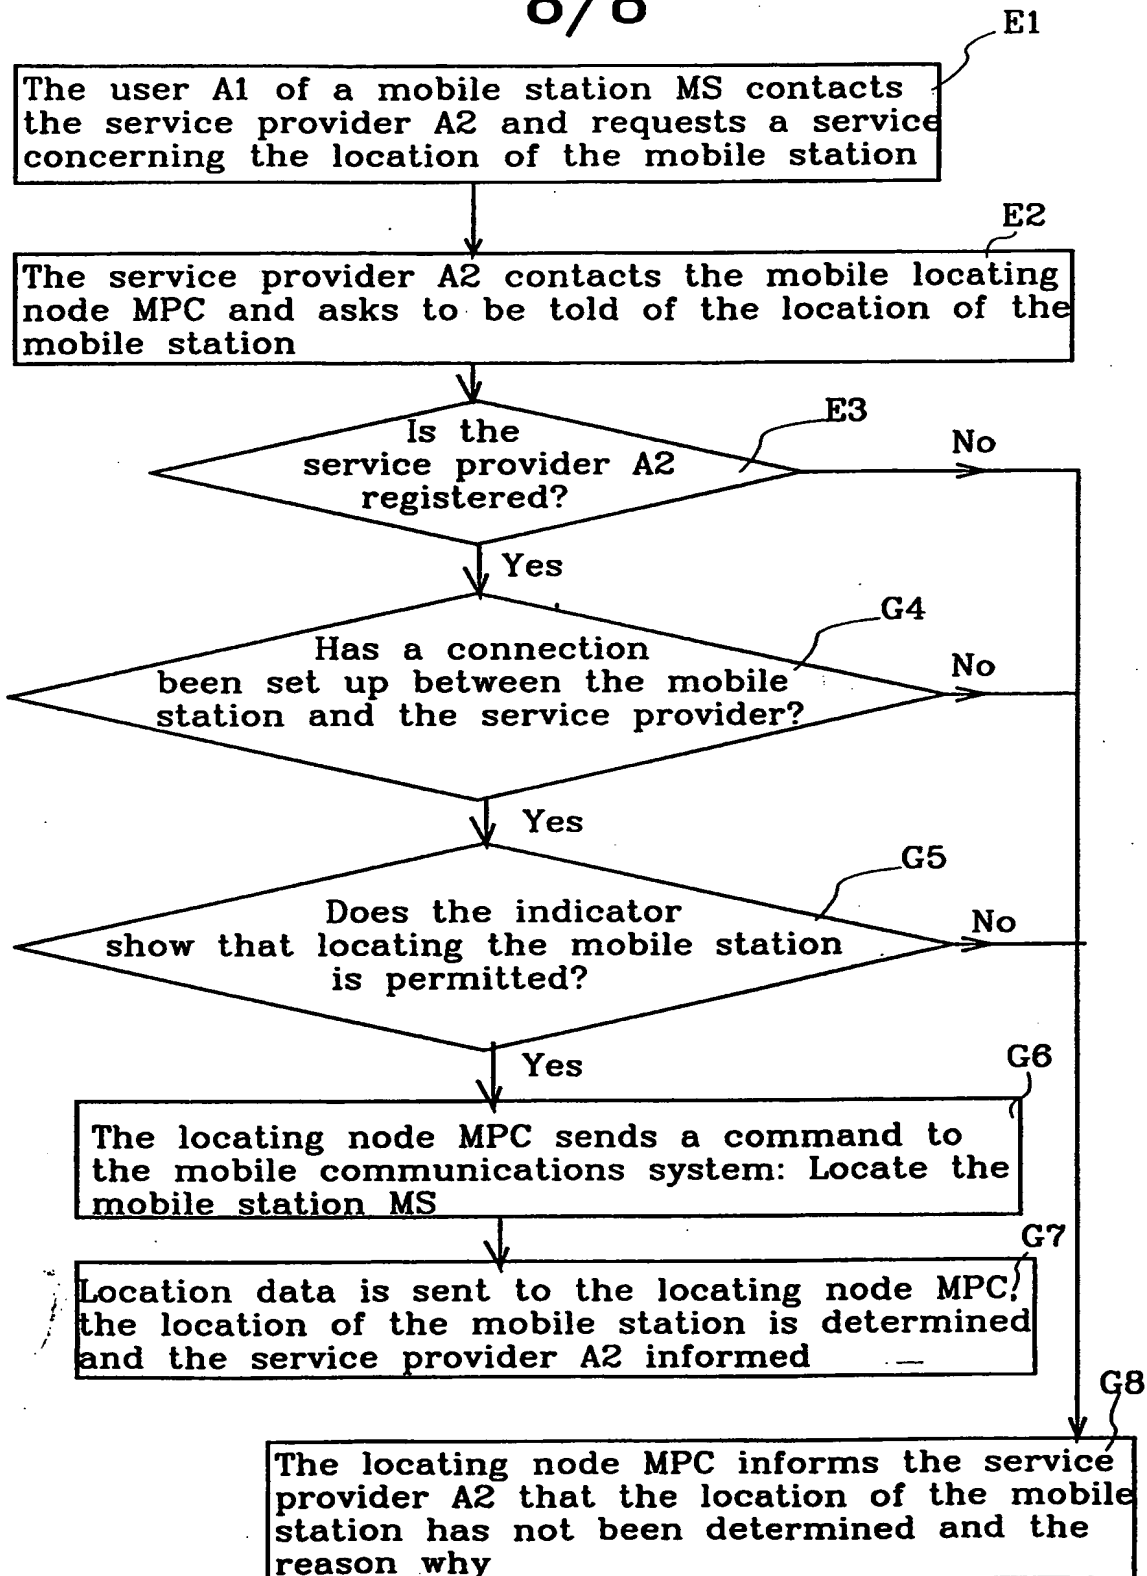 8/8
E1
The user A1 of a mobile station MS contacts
the service provider A2 and requests a service
concerning the location of the mobile station
E2
The service provider A2 contacts the mobile locating
node MPC and asks to be told of the location of the
mobile station
E3
Is the
service provider A2
registered?
No
Yes
G4
Has a connection
been set up between the mobile
station and the service provider?
No
Yes
G5
Does the indicator
show that locating the mobile station
is permitted?
No
Yes
G6
The locating node MPC sends a command to
the mobile communications system: Locate the
mobile station MS
G7
Location data is sent to the locating node MPC,
the location of the mobile station is determined
and the service provider A2 informed
G8
The locating node MPC informs the service
provider A2 that the location of the mobile
station has not been determined and the
reason why